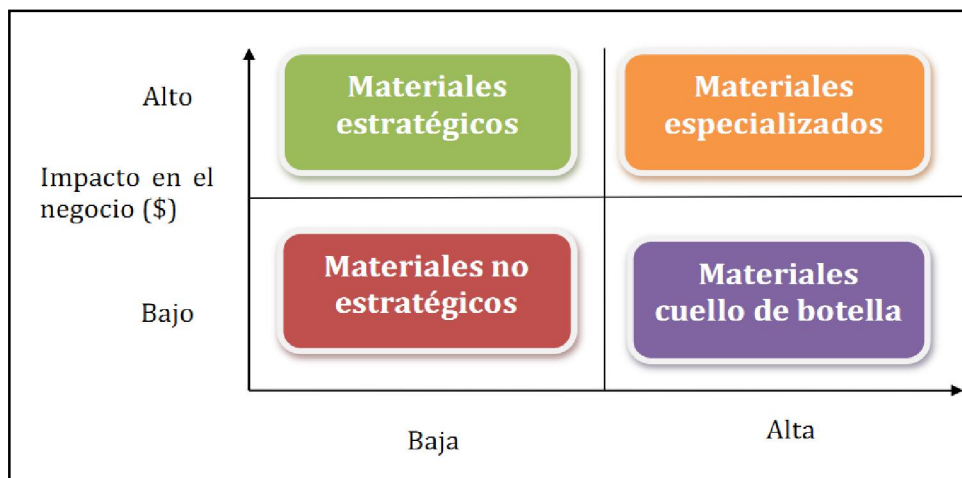 Alto
Materiales
estratégicos
Materiales
especializados
Impacto en el
negocio ($)
Bajo
Materiales no
estratégicos
Materiales
cuello de botella
Baja
Alta